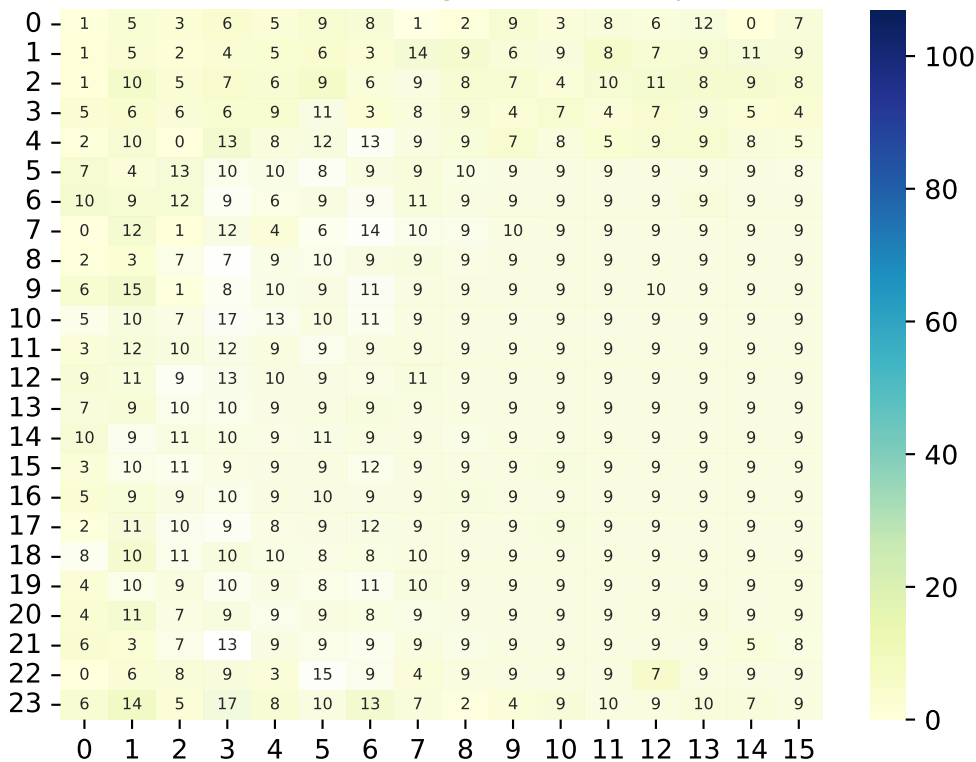 0 1 5 3 6 5 9 8 1 2 9 3 8 6 12 0 7
1 1 5 2 4 5 6 3 14 9 6 9 8 7 9 11 9
2 1 10 5 7 6 9 6 9 8 7 4 10 11 8 9 8
3 5 6 6 6 9 11 3 8 9 4 7 4 7 9 5 4
4 2 10 0 13 8 12 13 9 9 7 8 5 9 9 8 5
5 7 4 13 10 10 8 9 9 10 9 9 9 9 9 9 8
6 10 9 12 9 6 9 9 11 9 9 9 9 9 9 9 9
7 0 12 1 12 4 6 14 10 9 10 9 9 9 9 9 9
8 2 3 7 7 9 10 9 9 9 9 9 9 9 9 9 9
9 6 15 1 8 10 9 11 9 9 9 9 9 10 9 9 9
10 5 10 7 17 13 10 11 9 9 9 9 9 9 9 9 9
11 3 12 10 12 9 9 9 9 9 9 9 9 9 9 9 9
12 9 11 9 13 10 9 9 11 9 9 9 9 9 9 9 9
13 7 9 10 10 9 9 9 9 9 9 9 9 9 9 9 9
14 10 9 11 10 9 11 9 9 9 9 9 9 9 9 9 9
15 3 10 11 9 9 9 12 9 9 9 9 9 9 9 9 9
16 5 9 9 10 9 10 9 9 9 9 9 9 9 9 9 9
17 2 11 10 9 8 9 12 9 9 9 9 9 9 9 9 9
18 8 10 11 10 10 8 8 10 9 9 9 9 9 9 9 9
19 4 10 9 10 9 8 11 10 9 9 9 9 9 9 9 9
20 4 11 7 9 9 9 8 9 9 9 9 9 9 9 9 9
21 6 3 7 13 9 9 9 9 9 9 9 9 9 9 5 8
22 0 6 8 9 3 15 9 4 9 9 9 9 7 9 9 9
23 6 14 5 17 8 10 13 7 2 4 9 10 9 10 7 9
0 1 2 3 4 5 6 7 8 9 10 11 12 13 14 15
100
80
60
40
20
0